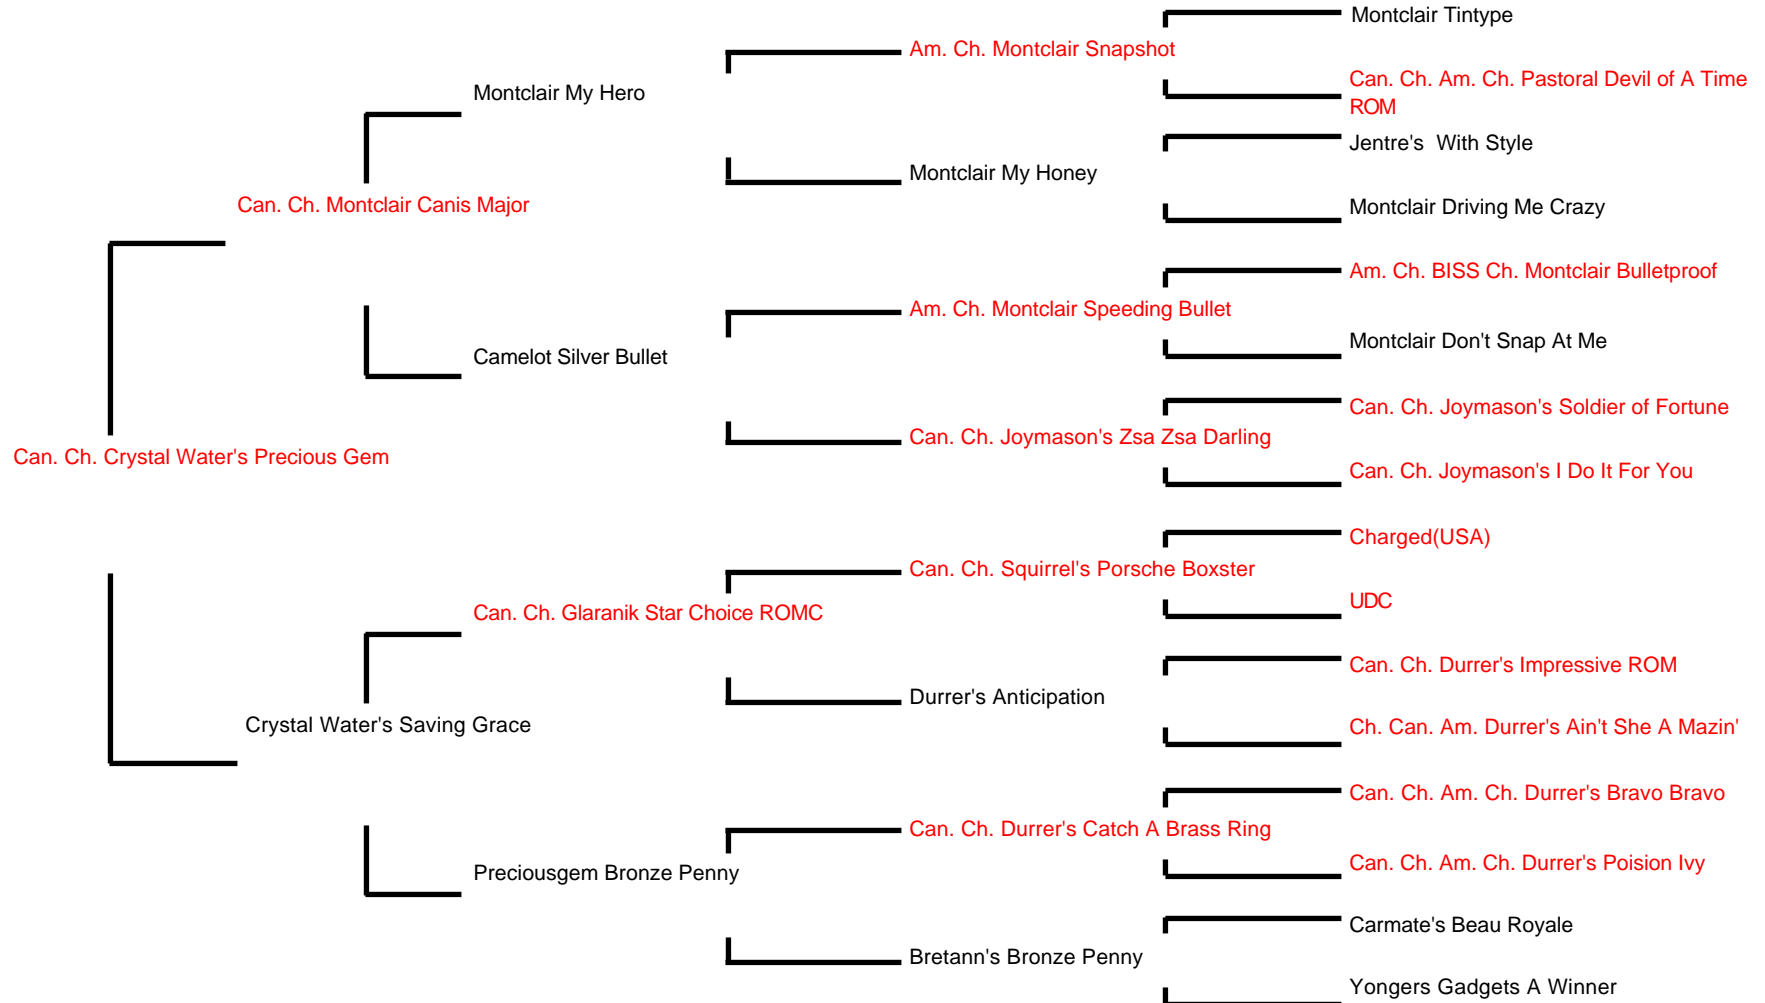 Montclair Tintype
Am. Ch. Montclair Snapshot
Can. Ch. Am. Ch. Pastoral Devil of A Time
ROM
Montclair My Hero
Jentre's  With Style
Montclair My Honey
Can. Ch. Montclair Canis Major
Montclair Driving Me Crazy
Am. Ch. BISS Ch. Montclair Bulletproof
Am. Ch. Montclair Speeding Bullet
Montclair Don't Snap At Me
Camelot Silver Bullet
Can. Ch. Joymason's Soldier of Fortune
Can. Ch. Joymason's Zsa Zsa Darling
Can. Ch. Crystal Water's Precious Gem
Can. Ch. Joymason's I Do It For You
Charged(USA)
Can. Ch. Squirrel's Porsche Boxster
UDC
Can. Ch. Glaranik Star Choice ROMC
Can. Ch. Durrer's Impressive ROM
Durrer's Anticipation
Crystal Water's Saving Grace
Ch. Can. Am. Durrer's Ain't She A Mazin'
Can. Ch. Am. Ch. Durrer's Bravo Bravo
Can. Ch. Durrer's Catch A Brass Ring
Can. Ch. Am. Ch. Durrer's Poision Ivy
Preciousgem Bronze Penny
Carmate's Beau Royale
Bretann's Bronze Penny
Yongers Gadgets A Winner